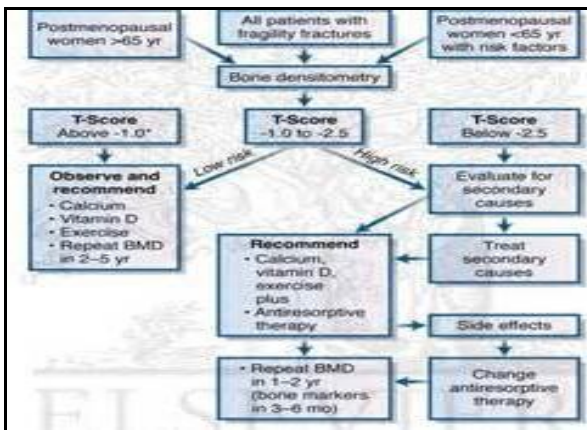 Postmenopausal
women >65 yr
All patients with
fragility fractures
Postmenopausal
women <65 yr
with risk factors
Bone densitometry
T-Score
Above -1.0*
T-Score
-1.0 to -2.5
T-Score
Below -2.5
Low risk
High risk
Observe and
recommend
• Calcium
• Vitamin D
• Exercise
• Repeat BMD
in 2–5 yr
Evaluate for
secondary
causes
Recommend
• Calcium,
vitamin D,
exercise
plus
• Antiresorptive
therapy
Treat
secondary
causes
Side effects
• Repeat BMD
in 1–2 yr
(bone markers
in 3–6 mo)
Change
antiresorptive
therapy
ELSEVIER